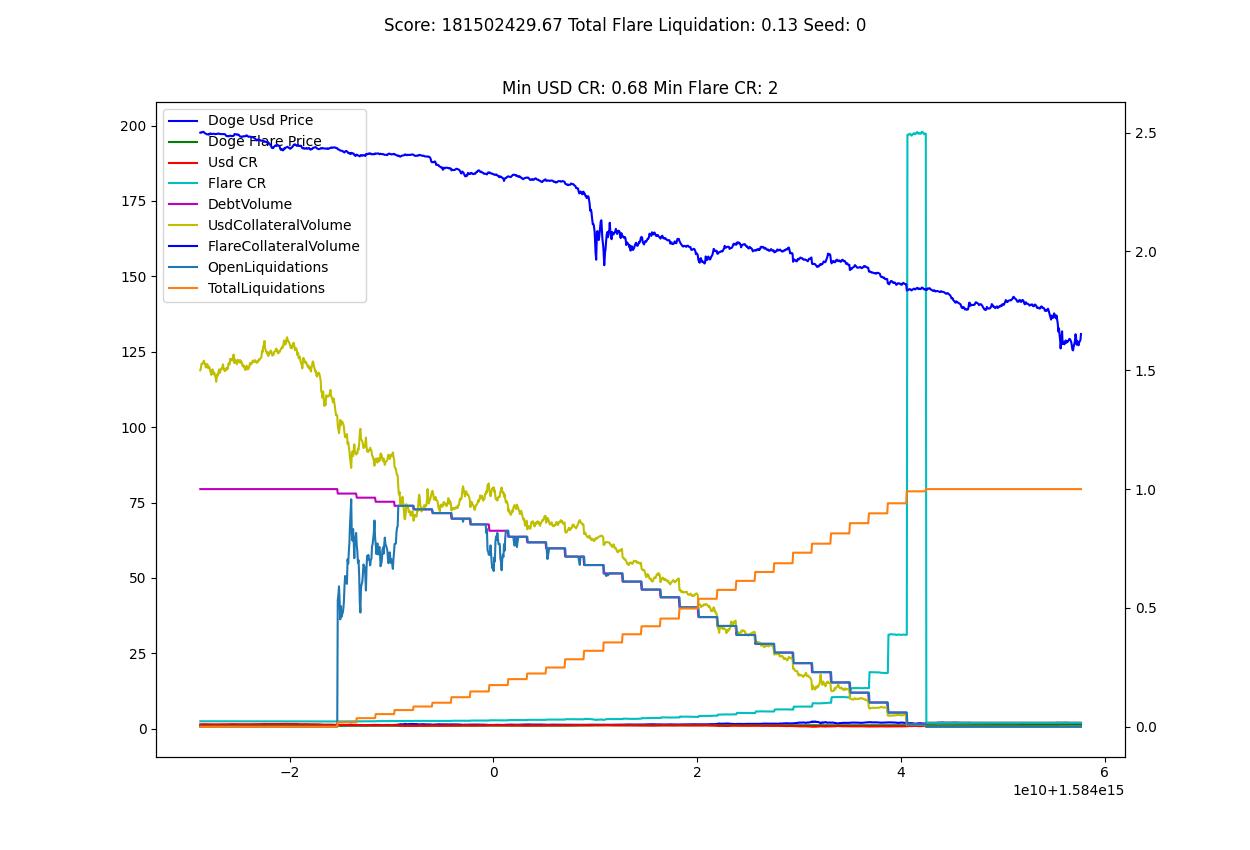 Score: 181502429.67 Total Flare Liquidation: 0.13 Seed: 0
Min USD CR: 0.68 Min Flare CR: 2
Doge Usd Price
Doge Flare Price
Usd CR
Flare CR
DebtVolume
UsdCollateralVolume
FlareCollateralVolume
OpenLiquidations
TotalLiquidations
200
175
150
125
100
75
50
25
0
2.5
2.0
1.5
1.0
0.5
0.0
−2
0
2
4
6
1e10+1.584e15